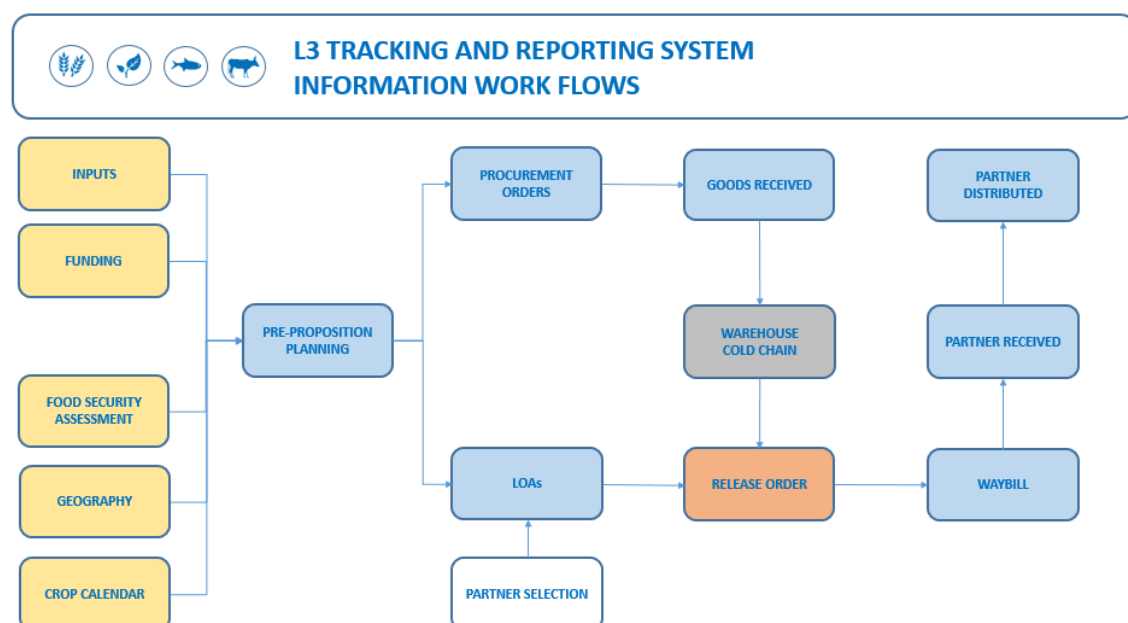 L3 TRACKING AND REPORTING SYSTEM
INFORMATION WORK FLOWS
INPUTS
FUNDING
FOOD SECURITY
ASSESSMENT
GEOGRAPHY
CROP CALENDAR
PRE-PROPOSITION
PLANNING
PROCUREMENT
ORDERS
LOAs
PARTNER SELECTION
GOODS RECEIVED
WAREHOUSE
COLD CHAIN
RELEASE ORDER
PARTNER
DISTRIBUTED
PARTNER RECEIVED
WAYBILL